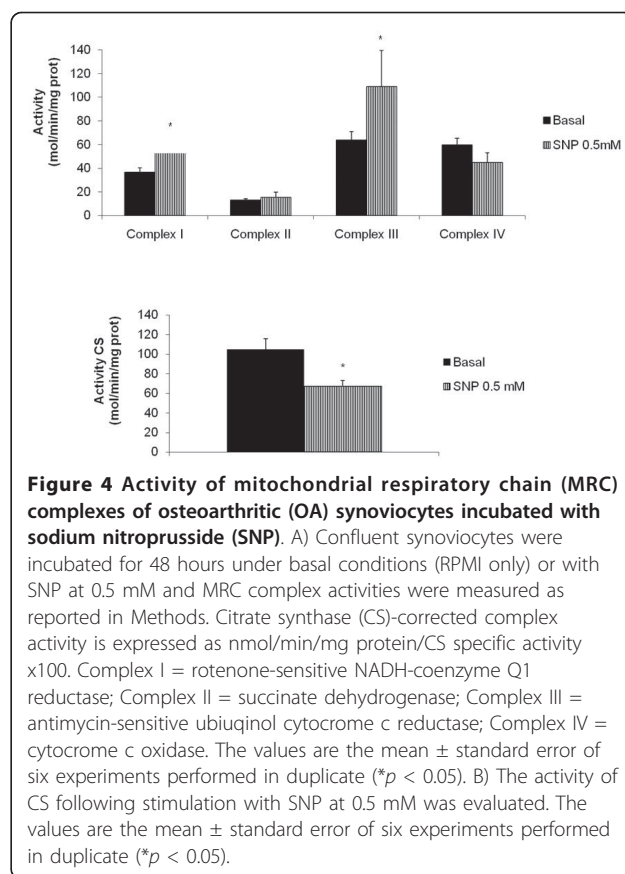 140
120
100
80
60
40
20
0
Activity
(mol/min/mg prot)
*
*
Basal
SNP 0.5mM
Complex I
Complex II
Complex III
Complex IV
140
120
100
80
60
40
20
0
Activity CS
(mol/min/mg prot)
*
Basal
SNP 0.5 mM
Figure 4 Activity of mitochondrial respiratory chain (MRC)
complexes of osteoarthritic (OA) synoviocytes incubated with
sodium nitroprusside (SNP). A) Confluent synoviocytes were
incubated for 48 hours under basal conditions (RPMI only) or with
SNP at 0.5 mM and MRC complex activities were measured as
reported in Methods. Citrate synthase (CS)-corrected complex
activity is expressed as nmol/min/mg protein/CS specific activity
x100. Complex I = rotenone-sensitive NADH-coenzyme Q1
reductase; Complex II = succinate dehydrogenase; Complex III =
antimycin-sensitive ubiuqinol cytocrome c reductase; Complex IV =
cytocrome c oxidase. The values are the mean ± standard error of
six experiments performed in duplicate (*p < 0.05). B) The activity of
CS following stimulation with SNP at 0.5 mM was evaluated. The
values are the mean ± standard error of six experiments performed
in duplicate (*p < 0.05).